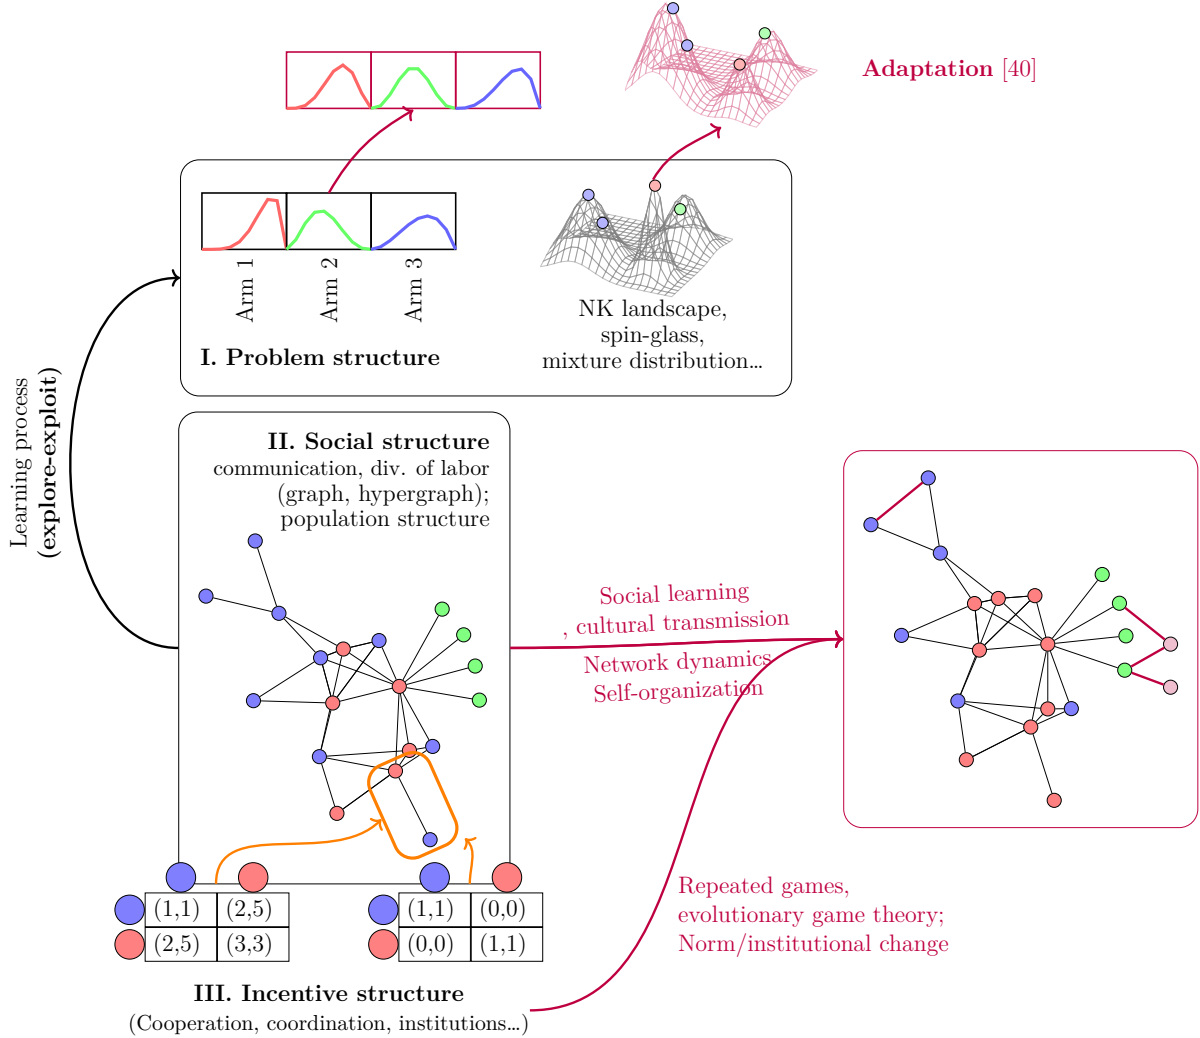 Adaptation [40]
Arm 1
Arm 2
Arm 3
NK landscape,
spin-glass,
mixture distribution…
I. Problem structure
Learning process
(explore-exploit)
II. Social structure
communication, div. of labor
(graph, hypergraph);
population structure
Social learning
, cultural transmission
Network dynamics
Self-organization
(1,1) (2,5)
(2,5) (3,3)
(1,1) (0,0)
(0,0) (1,1)
Repeated games,
evolutionary game theory;
Norm/institutional change
III. Incentive structure
(Cooperation, coordination, institutions…)